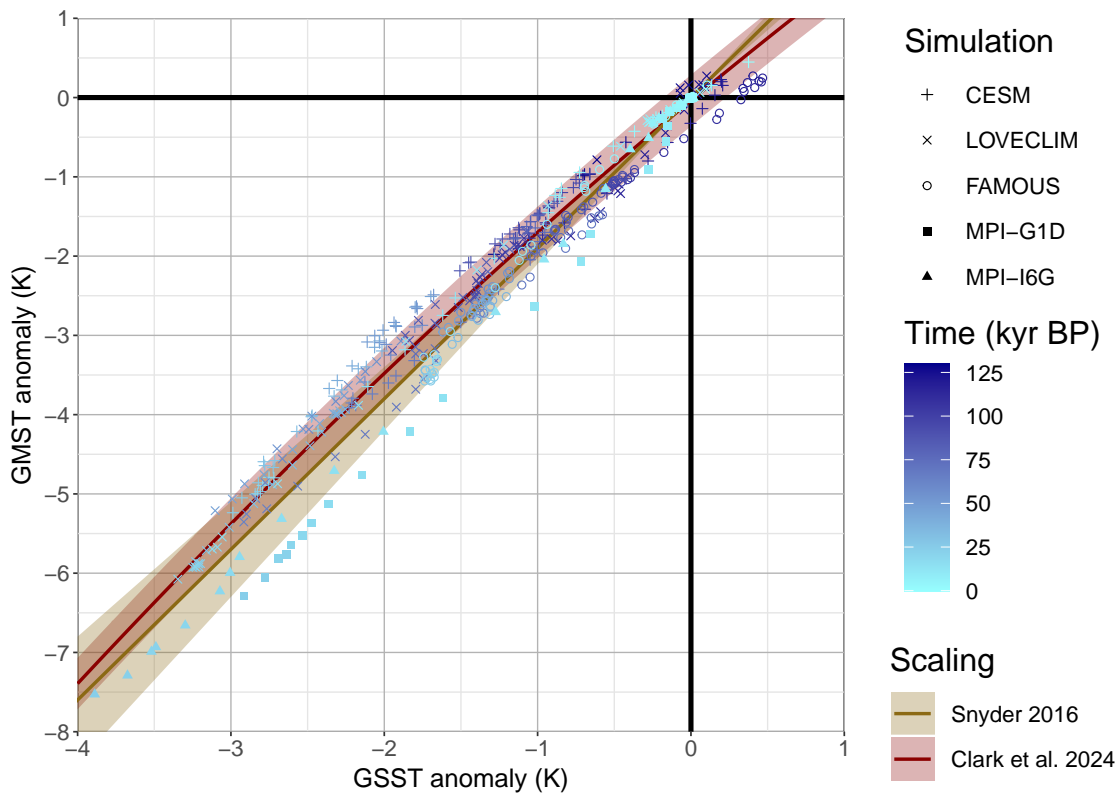 1
0
−1
−2
−3
−4
−5
−6
−7
−8
GMST anomaly (K)
−4
−3
−2
−1
0
1
GSST anomaly (K)
Simulation
CESM
LOVECLIM
FAMOUS
MPI−G1D
MPI−I6G
Time (kyr BP)
125
100
75
50
25
0
Scaling
Snyder 2016
Clark et al. 2024